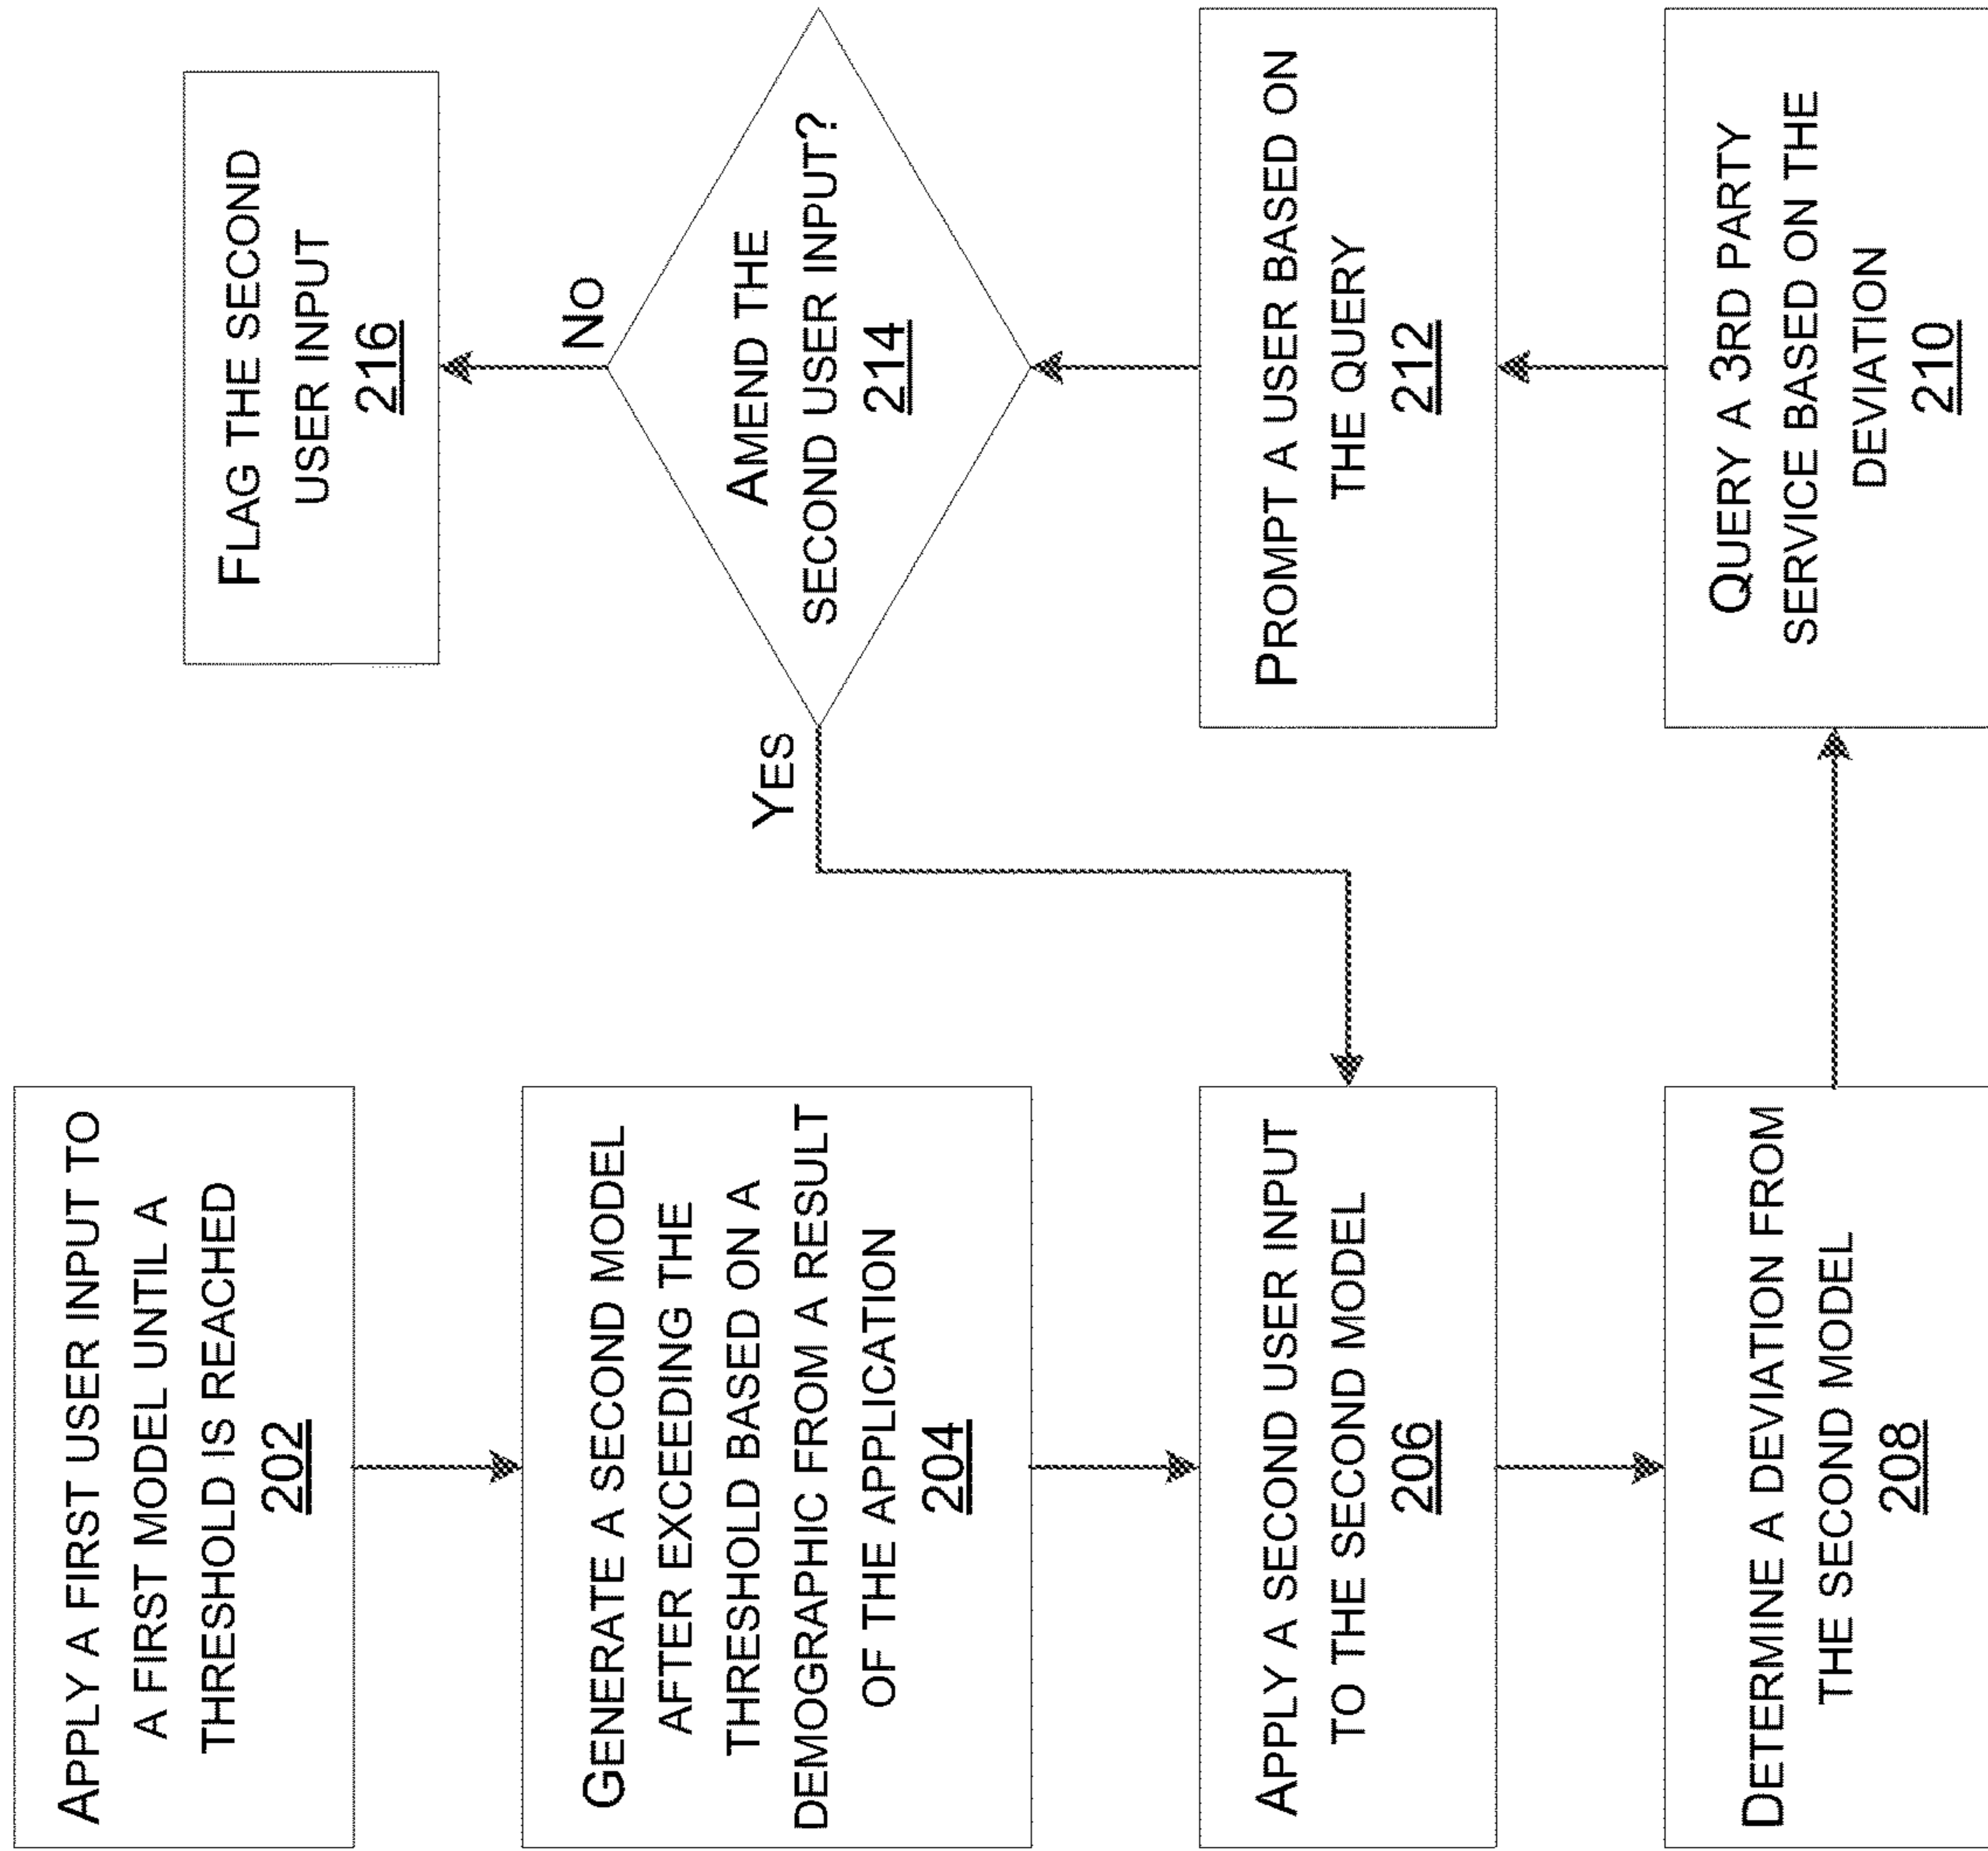 APPLY A FIRST USER INPUT TO
A FIRST MODEL UNTIL A
THRESHOLD IS REACHED
202
GENERATE A SECOND MODEL
AFTER EXCEEDING THE
THRESHOLD BASED ON A
DEMOGRAPHIC FROM A RESULT
OF THE APPLICATION
204
APPLY A SECOND USER INPUT
TO THE SECOND MODEL
206
DETERMINE A DEVIATION FROM
THE SECOND MODEL
208
QUERY A 3RD PARTY
SERVICE BASED ON THE
DEVIATION
210
PROMPT A USER BASED ON
THE QUERY
212
AMEND THE
SECOND USER INPUT?
214
YES
NO
FLAG THE SECOND
USER INPUT
216